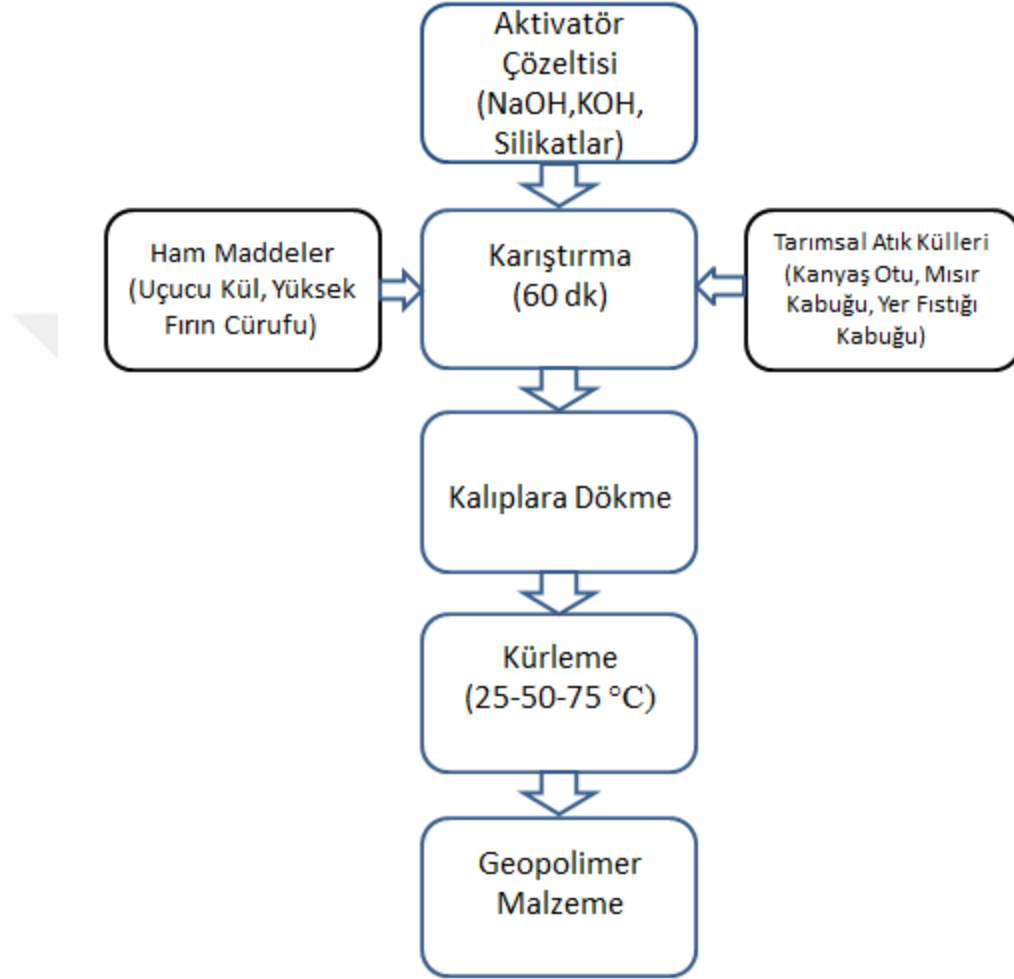 Aktivatör
Çözeltisi
(NaOH,KOH,
Silikatlar)
Ham Maddeler
(Uçucu Kül, Yüksek
Fırın Cürufu)
Karıştırma
(60 dk)
Tarımsal Atık Külleri
(Kanyaş Otu, Mısır
Kabuğu, Yer Fıstığı
Kabuğu)
Kalıplara Dökme
Kürleme
(25-50-75 °C)
Geopolimer
Malzeme